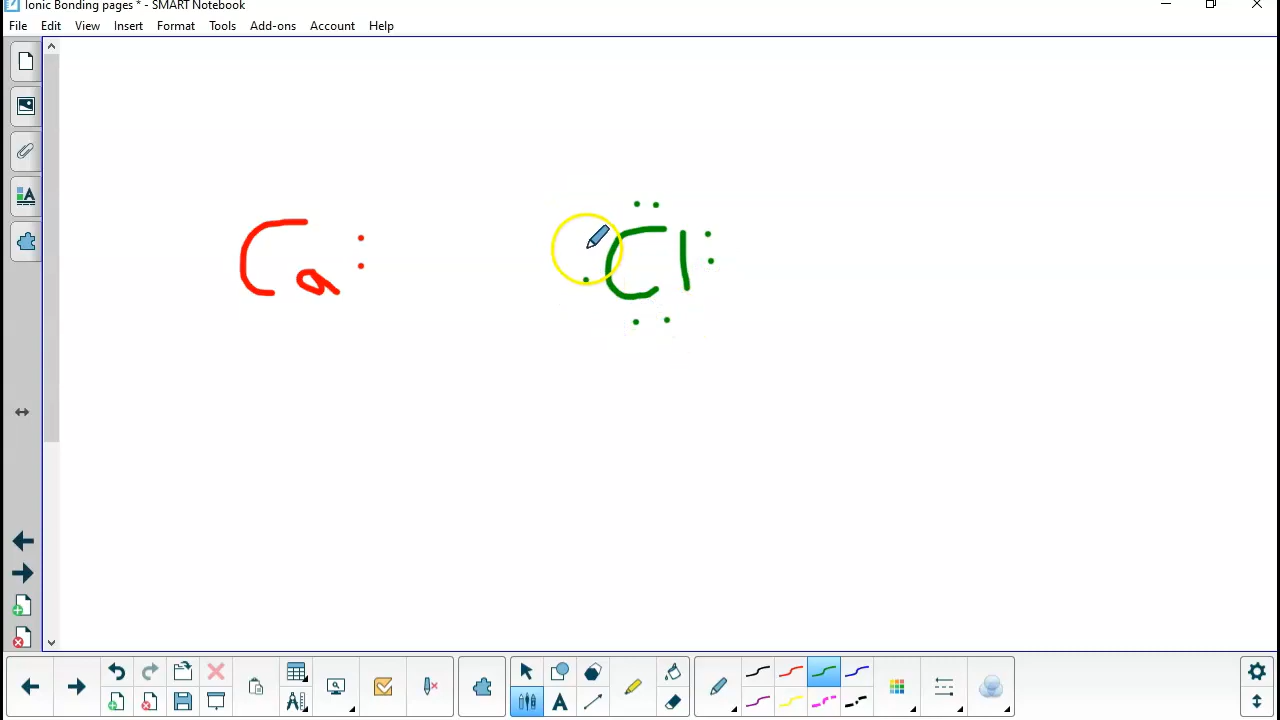 Ionic Bonding pages * - SMART Notebook
File Edit View Insert Format Tools Add-ons Account Help
Ca Cl